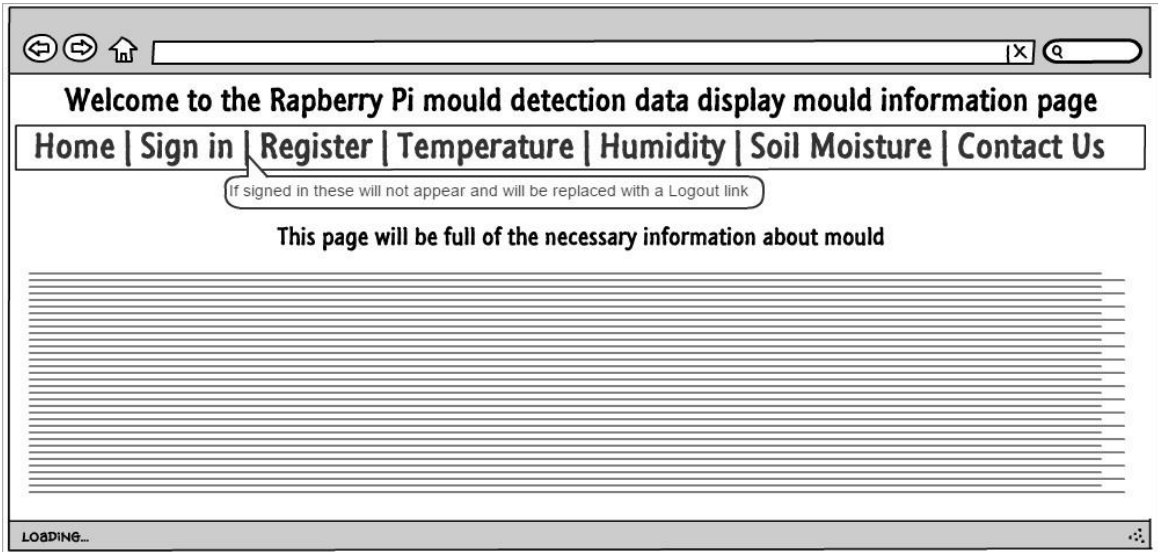 Welcome to the Rapberry Pi mould detection data display mould information page
Home | Sign in | Register | Temperature | Humidity | Soil Moisture | Contact Us
If signed in these will not appear and will be replaced with a Logout link
This page will be full of the necessary information about mould
LOADING...